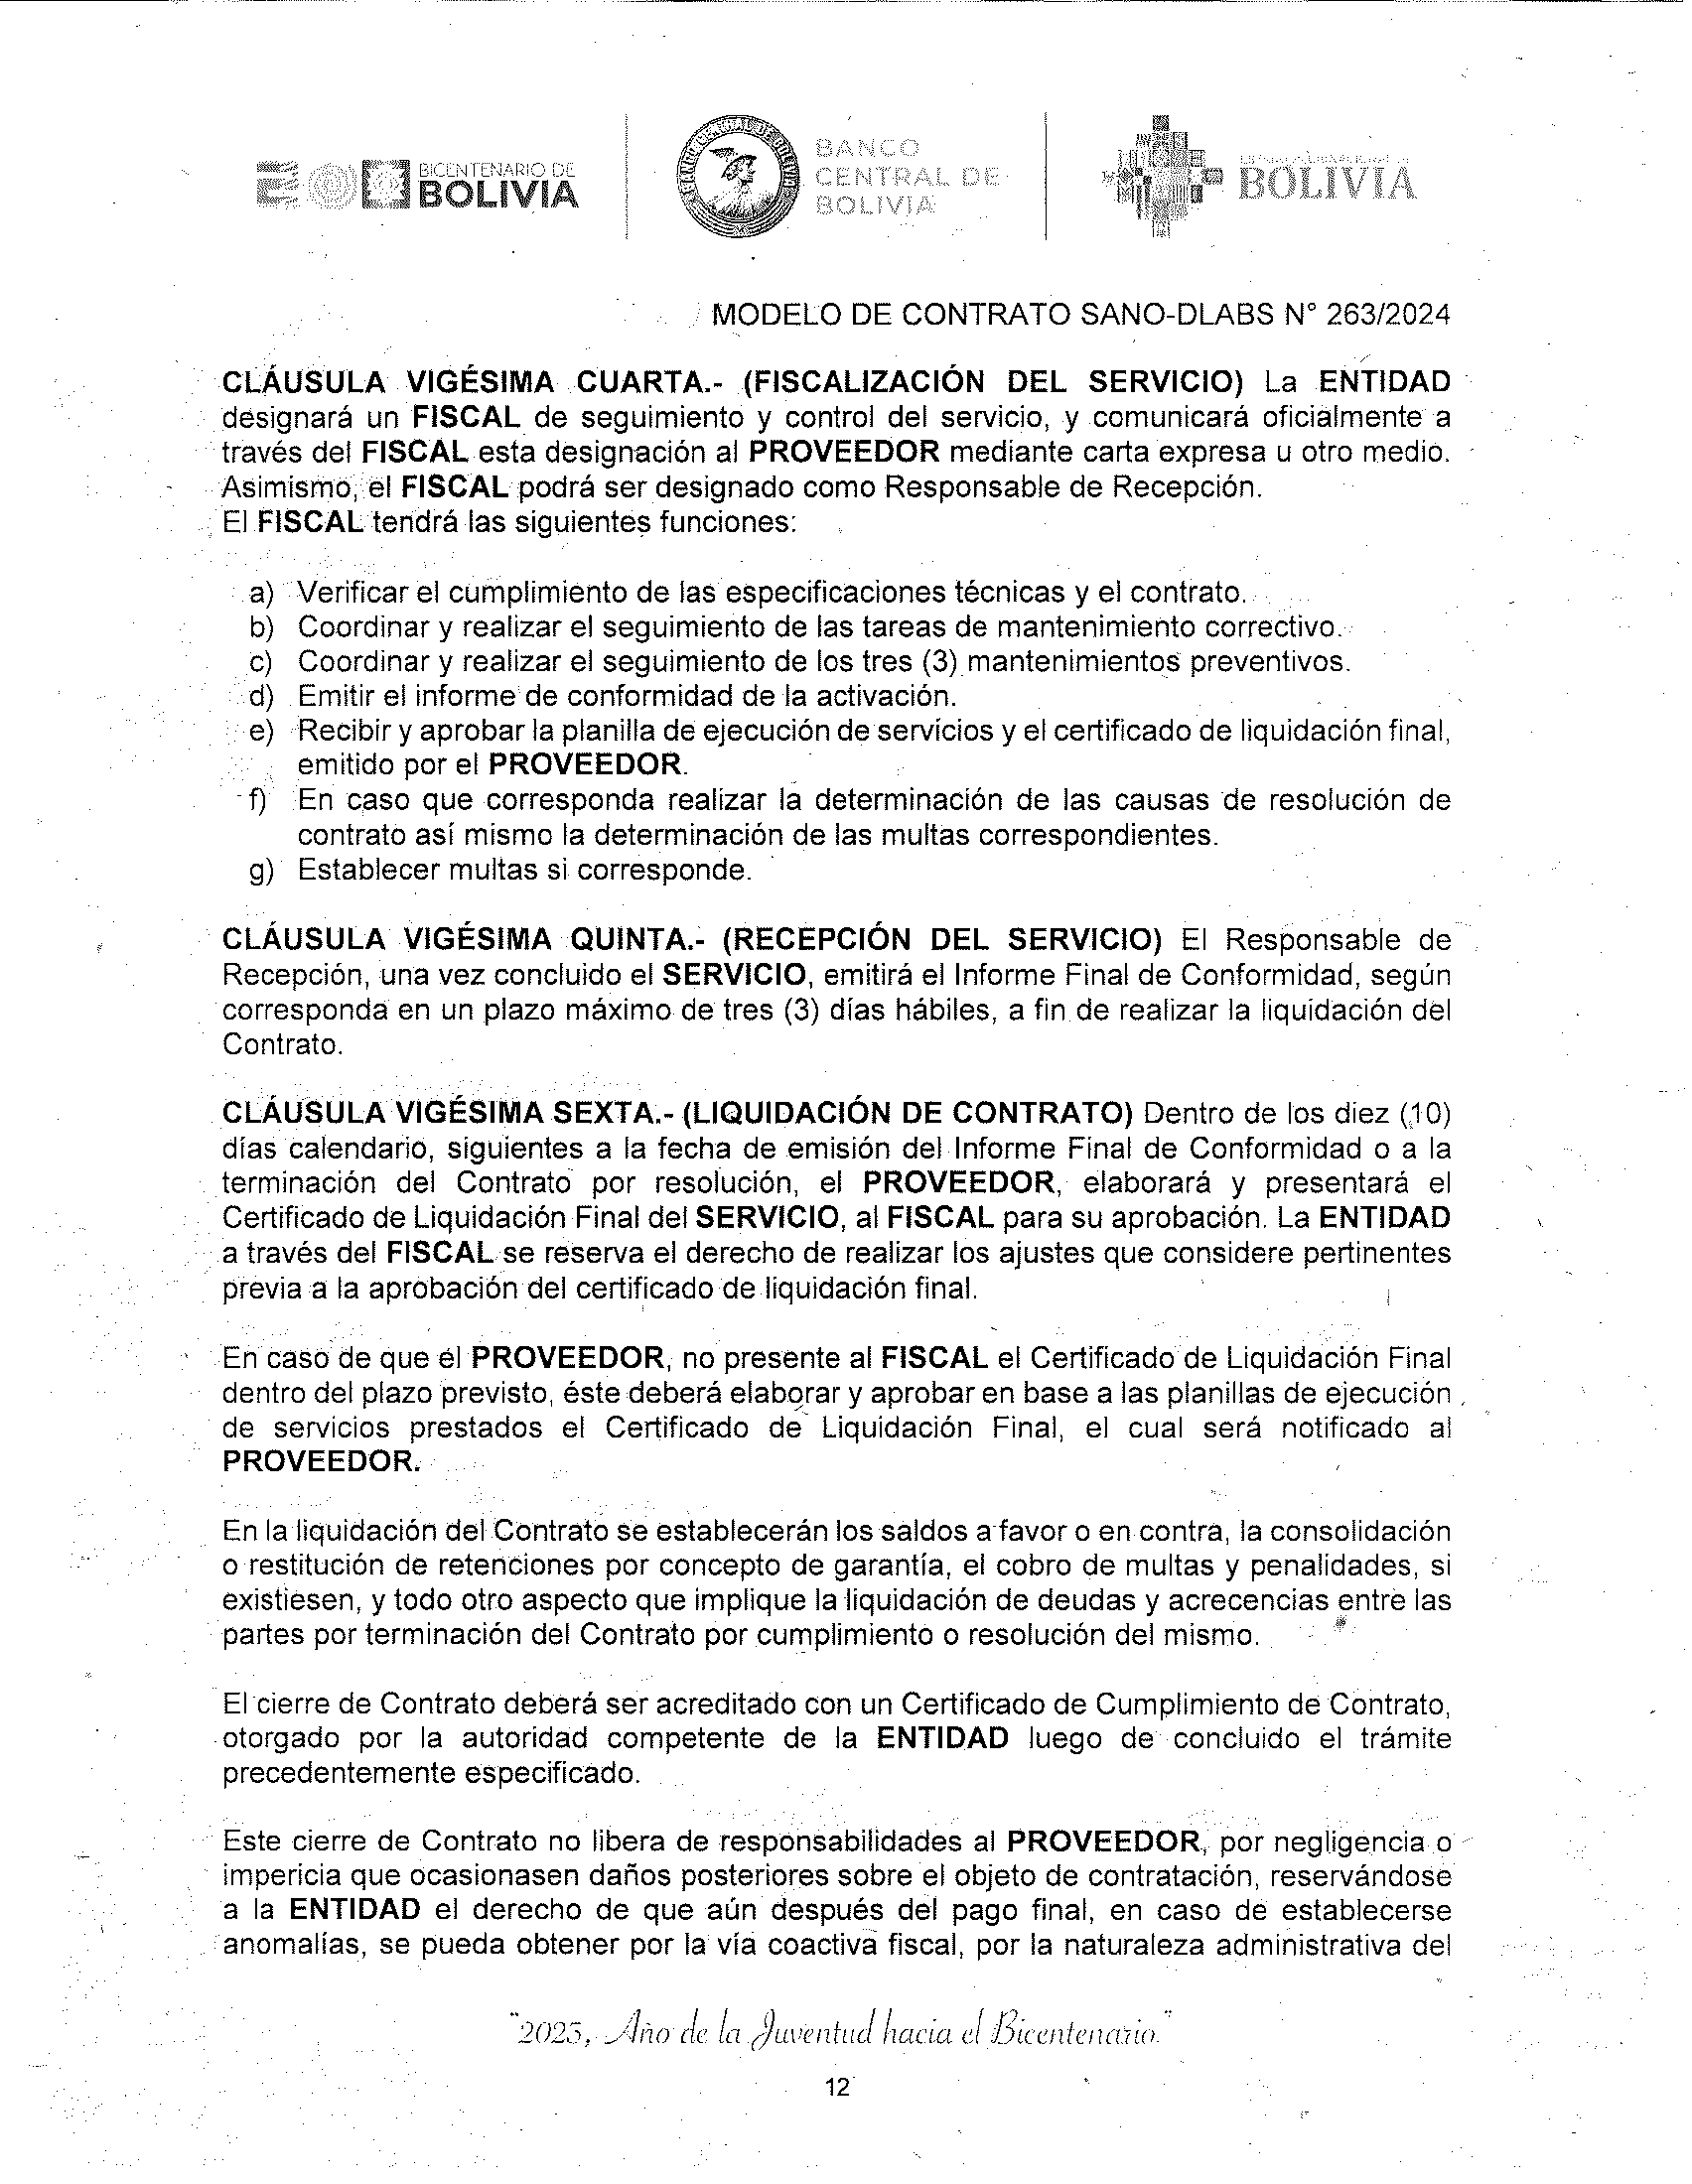 BICENTENARIO DE
BOLIVIA
BANCO
CENTRAL DE
BOLIVIA
BOLIVIA
MODELO DE CONTRATO SANO-DLABS N° 263/2024
CLÁUSULA VIGÉSIMA CUARTA.- (FISCALIZACIÓN DEL SERVICIO) La ENTIDAD
designará un FISCAL de seguimiento y control del servicio, y comunicará oficialmente a
través del FISCAL esta designación al PROVEEDOR mediante carta expresa u otro medio.
Asimismo, el FISCAL podrá ser designado como Responsable de Recepción.
El FISCAL tendrá las siguientes funciones:
a) Verificar el cumplimiento de las especificaciones técnicas y el contrato.
b) Coordinar y realizar el seguimiento de las tareas de mantenimiento correctivo.
c) Coordinar y realizar el seguimiento de los tres (3) mantenimientos preventivos.
d) Emitir el informe de conformidad de la activación.
e) Recibir y aprobar la planilla de ejecución de servicios y el certificado de liquidación final,
emitido por el PROVEEDOR.
f) En caso que corresponda realizar la determinación de las causas de resolución de
contrato así mismo la determinación de las multas correspondientes.
g) Establecer multas si corresponde.
CLÁUSULA VIGÉSIMA QUINTA.- (RECEPCIÓN DEL SERVICIO) El Responsable de
Recepción, una vez concluido el SERVICIO, emitirá el Informe Final de Conformidad, según
corresponda en un plazo máximo de tres (3) días hábiles, a fin de realizar la liquidación del
Contrato.
CLÁUSULA VIGÉSIMA SEXTA.- (LIQUIDACIÓN DE CONTRATO) Dentro de los diez (10)
días calendario, siguientes a la fecha de emisión del Informe Final de Conformidad o a la
terminación del Contrato por resolución, el PROVEEDOR, elaborará y presentará el
Certificado de Liquidación Final del SERVICIO, al FISCAL para su aprobación. La ENTIDAD
a través del FISCAL se reserva el derecho de realizar los ajustes que considere pertinentes
previa a la aprobación del certificado de liquidación final.
En caso de que el PROVEEDOR, no presente al FISCAL el Certificado de Liquidación Final
dentro del plazo previsto, éste deberá elaborar y aprobar en base a las planillas de ejecución
de servicios prestados el Certificado de Liquidación Final, el cual será notificado al
PROVEEDOR.
En la liquidación del Contrato se establecerán los saldos a favor o en contra, la consolidación
o restitución de retenciones por concepto de garantía, el cobro de multas y penalidades, si
existiesen, y todo otro aspecto que implique la liquidación de deudas y acrecencias entre las
partes por terminación del Contrato por cumplimiento o resolución del mismo.
El cierre de Contrato deberá ser acreditado con un Certificado de Cumplimiento de Contrato,
otorgado por la autoridad competente de la ENTIDAD luego de concluido el trámite
precedentemente especificado.
Este cierre de Contrato no libera de responsabilidades al PROVEEDOR, por negligencia o
impericia que ocasionasen daños posteriores sobre el objeto de contratación, reservándose
a la ENTIDAD el derecho de que aún después del pago final, en caso de establecerse
anomalías, se pueda obtener por la vía coactiva fiscal, por la naturaleza administrativa del
"2025, Año de la Juventud hacia el Bicentenario."
12